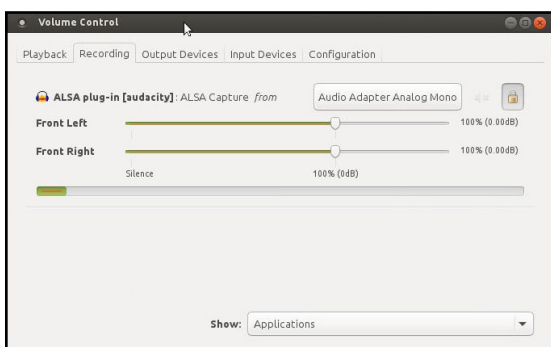 Volume Control
Playback Recording Output Devices Input Devices Configuration
ALSA plug-in [audacity]: ALSA Capture from Audio Adapter Analog Mono
Front Left 100% (0.00dB)
Front Right 100% (0.00dB)
Silence 100% (0dB)
Show: Applications